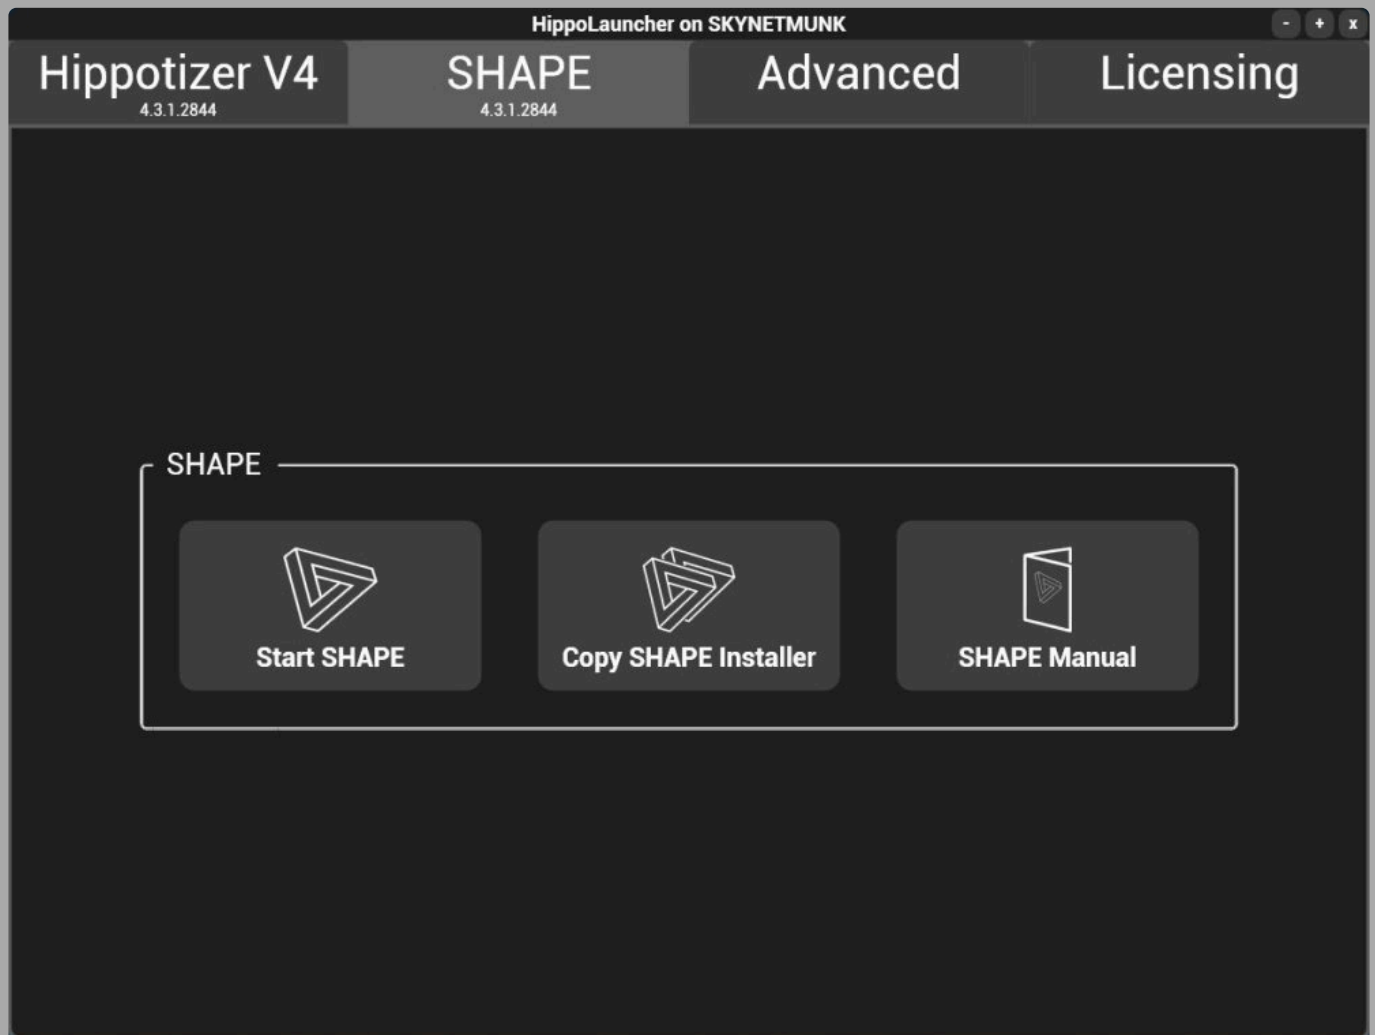 HippoLauncher on SKYNETMUNK
- + x
Hippotizer V4
4.3.1.2844
SHAPE
4.3.1.2844
Advanced
Licensing
SHAPE
Start SHAPE
Copy SHAPE Installer
SHAPE Manual